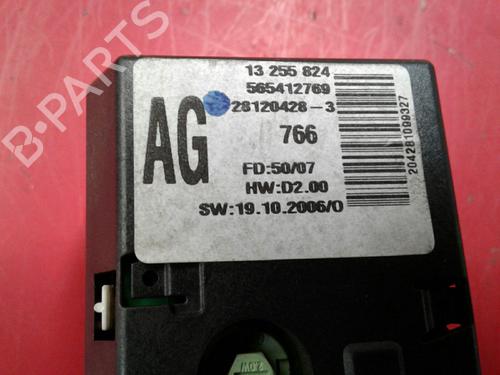 B-PARTS
13 255 824
565412769
AG
28120428-3
766
FD:50/07
HW:D2.00
SW:19.10.2006/0
204281099327